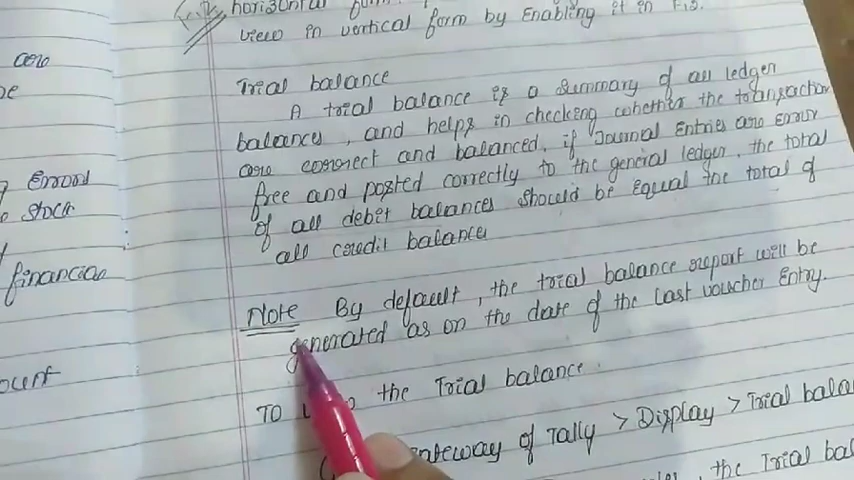 view in vertical form by Enabling it in F12.
Trial balance
A trial balance is a summary of all ledger
balances, and helps in checking whether the transaction
are correct and balanced. if Journal Entries are Error
free and posted correctly to the general ledger, the total
of all debit balances should be Equal the total of
all credit balance
Note By default, the trial balance report will be
generated as on the date of the last voucher Entry.
To the Trial balance.
Gateway of Tally > Display > Trial bala
the Trial bal
are
Errors
stock
financial